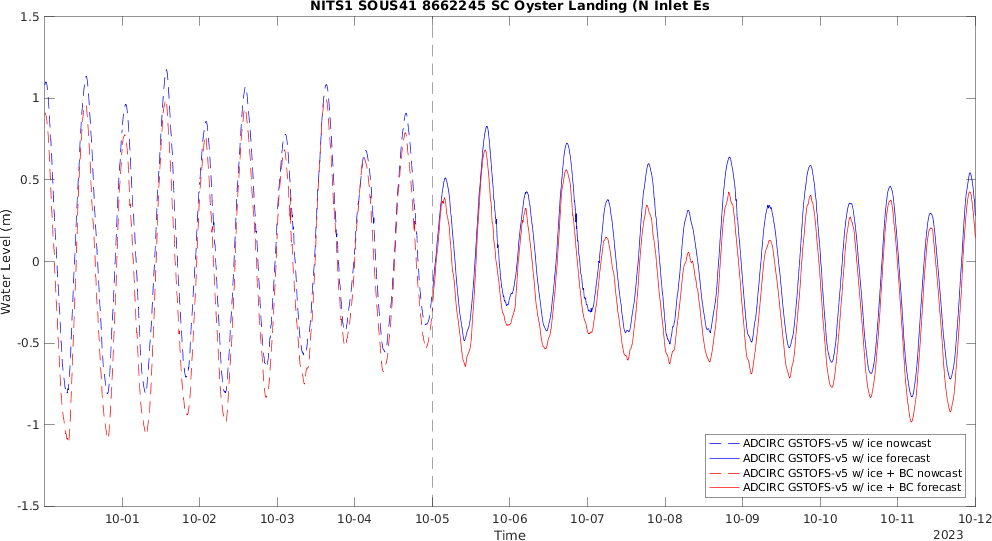 NITS1 SOUS41 8662245 SC Oyster Landing (N Inlet Es
Water Level (m)
1.5
1
0.5
0
-0.5
-1
-1.5
10-01 10-02 10-03 10-04 10-05 10-06 10-07 10-08 10-09 10-10 10-11 10-12
Time
2023
ADCIRC GSTOFS-v5 w/ ice nowcast
ADCIRC GSTOFS-v5 w/ ice forecast
ADCIRC GSTOFS-v5 w/ ice + BC nowcast
ADCIRC GSTOFS-v5 w/ ice + BC forecast